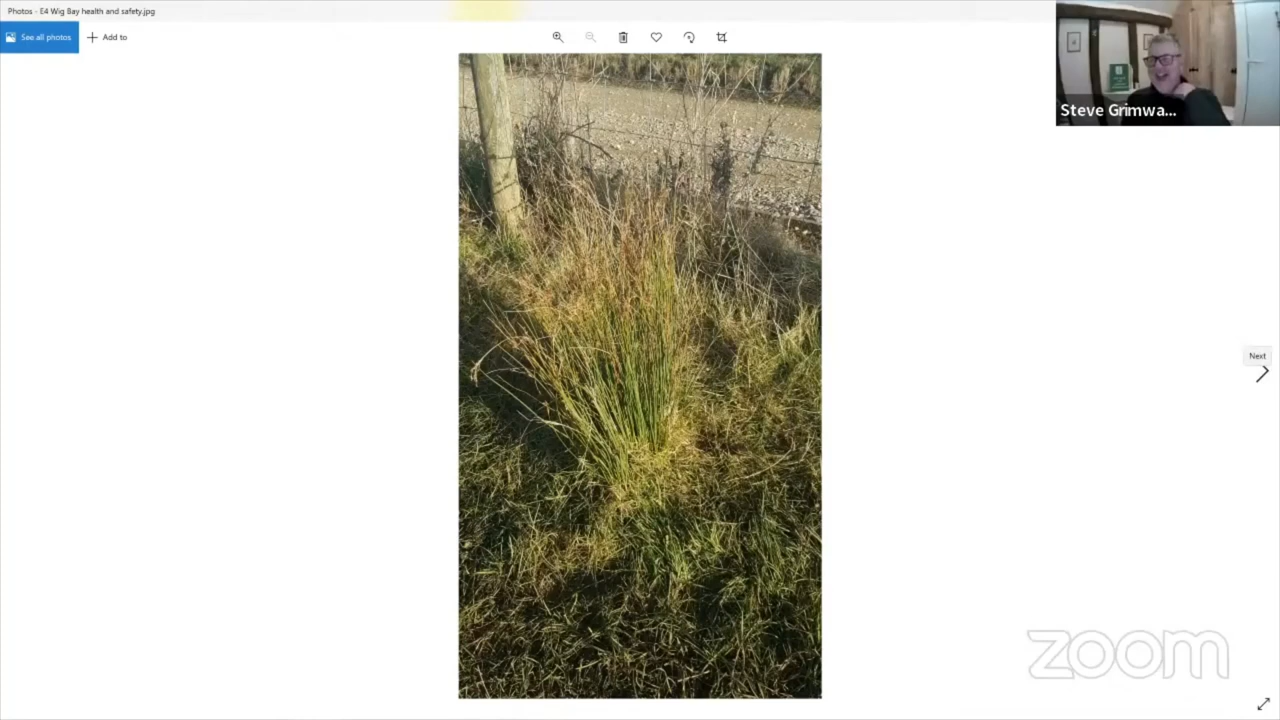 Photos - E4 Wig Bay health and safety.jpg
See all photos
Add to
Steve Grimwa...
Next
zoom